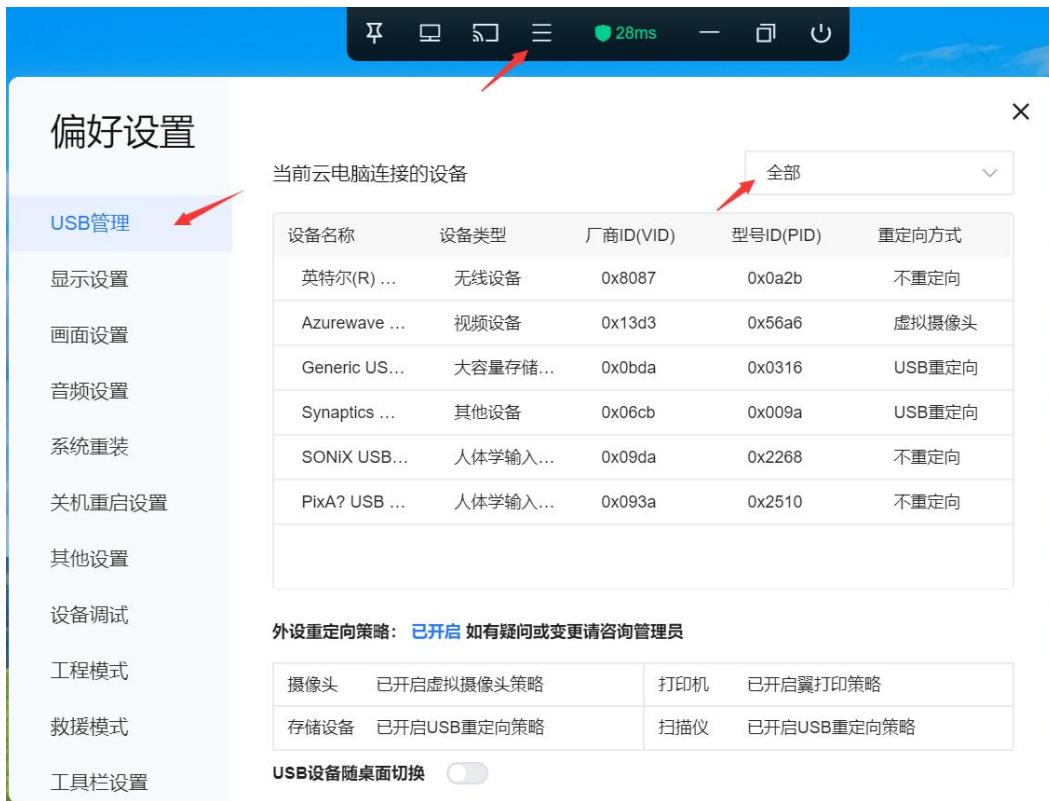 28ms
偏好设置
USB管理
显示设置
画面设置
音频设置
系统重装
关机重启设置
其他设置
设备调试
工程模式
救援模式
工具栏设置
当前云电脑连接的设备
全部
设备名称 设备类型 厂商ID(VID) 型号ID(PID) 重定向方式
英特尔(R) ... 无线设备 0x8087 0x0a2b 不重定向
Azurewave ... 视频设备 0x13d3 0x56a6 虚拟摄像头
Generic US... 大容量存储... 0x0bda 0x0316 USB重定向
Synaptics ... 其他设备 0x06cb 0x009a USB重定向
SONiX USB... 人体学输入... 0x09da 0x2268 不重定向
PixA? USB ... 人体学输入... 0x093a 0x2510 不重定向
外设重定向策略： 已开启 如有疑问或变更请咨询管理员
摄像头 已开启虚拟摄像头策略 打印机 已开启翼打印策略
存储设备 已开启USB重定向策略 扫描仪 已开启USB重定向策略
USB设备随桌面切换